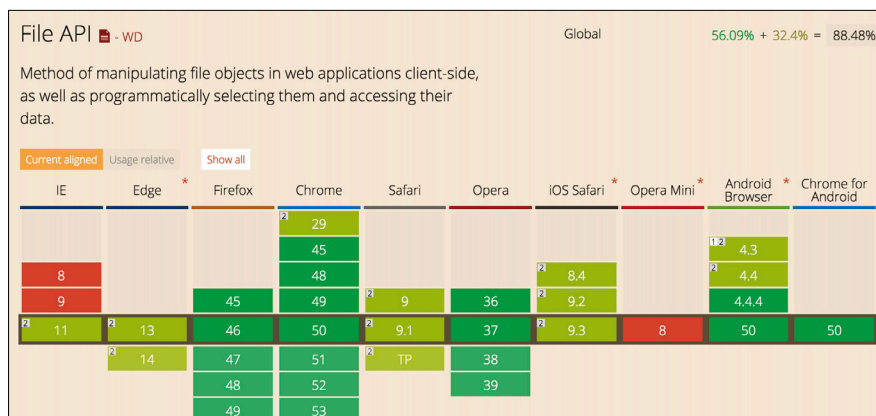 File API - WD Global 56.09% + 32.4% = 88.48%
Method of manipulating file objects in web applications client-side,
as well as programmatically selecting them and accessing their
data.
Current aligned Usage relative Show all
IE Edge * Firefox Chrome Safari Opera iOS Safari * Opera Mini * Android Browser * Chrome for Android
2 29
45 1 2 4.3
8 48 2 8.4 2 4.4
9 45 49 2 9 36 2 9.2 4.4.4
2 11 2 13 46 50 2 9.1 37 2 9.3 8 50 50
2 14 47 51 2 TP 38
48 52 39
49 53